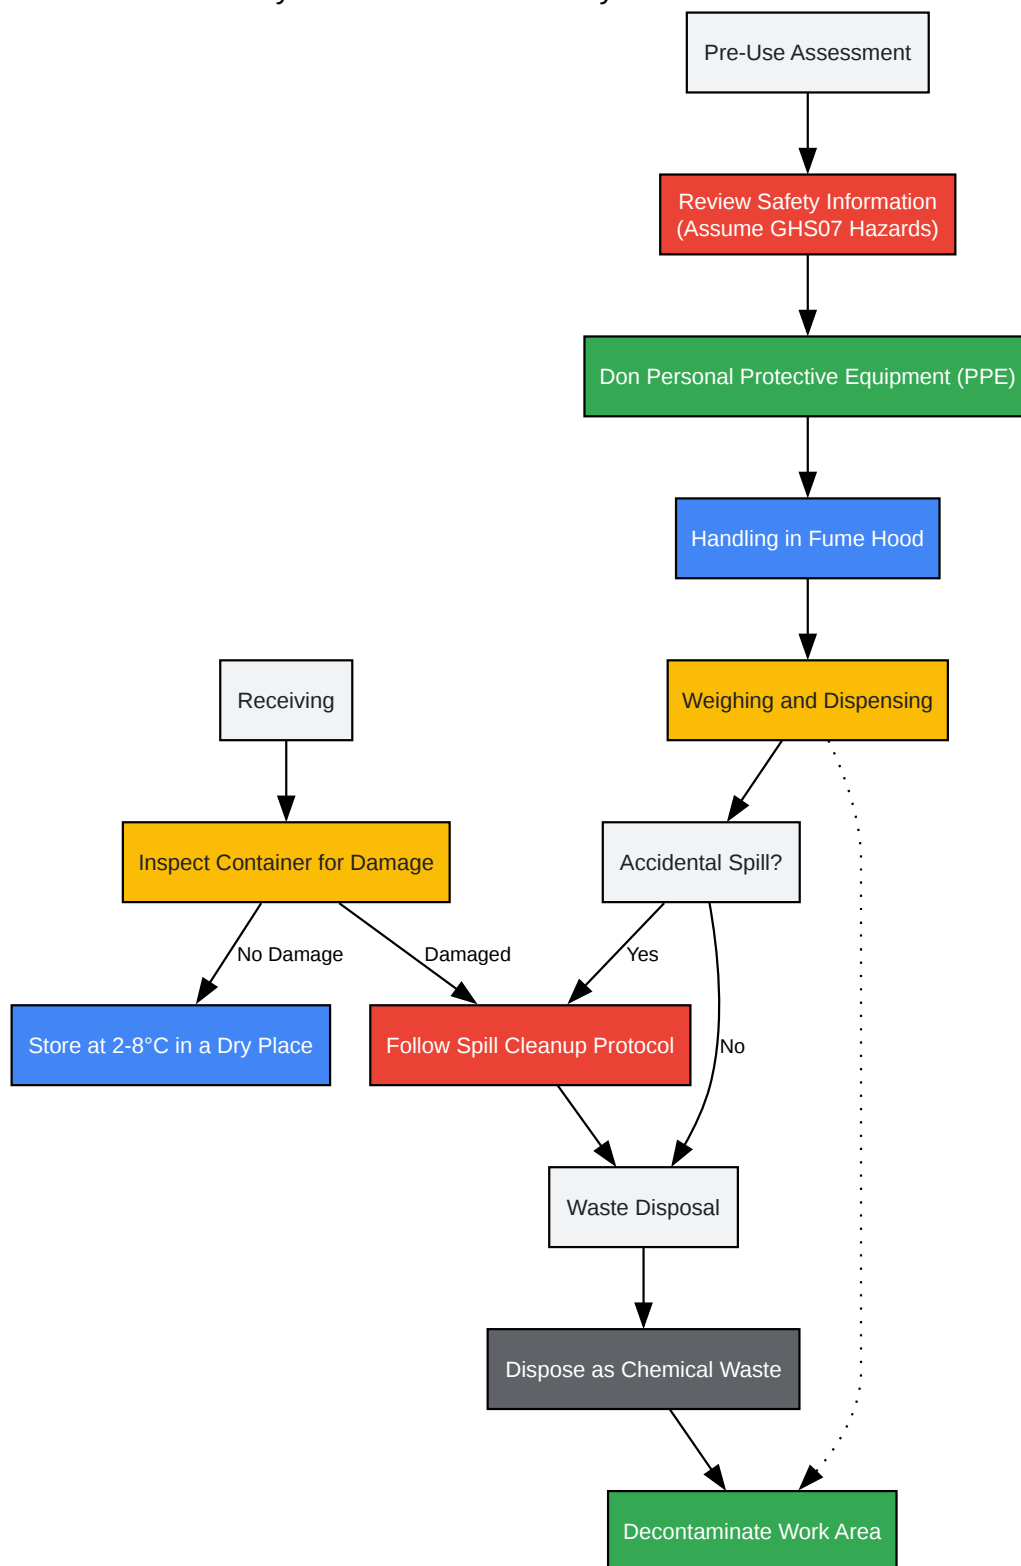 Pre-Use Assessment
Review Safety Information
(Assume GHS07 Hazards)
Don Personal Protective Equipment (PPE)
Handling in Fume Hood
Receiving
Weighing and Dispensing
Inspect Container for Damage
Accidental Spill?
No Damage
Damaged
Yes
Store at 2-8°C in a Dry Place
Follow Spill Cleanup Protocol
No
Waste Disposal
Dispose as Chemical Waste
Decontaminate Work Area